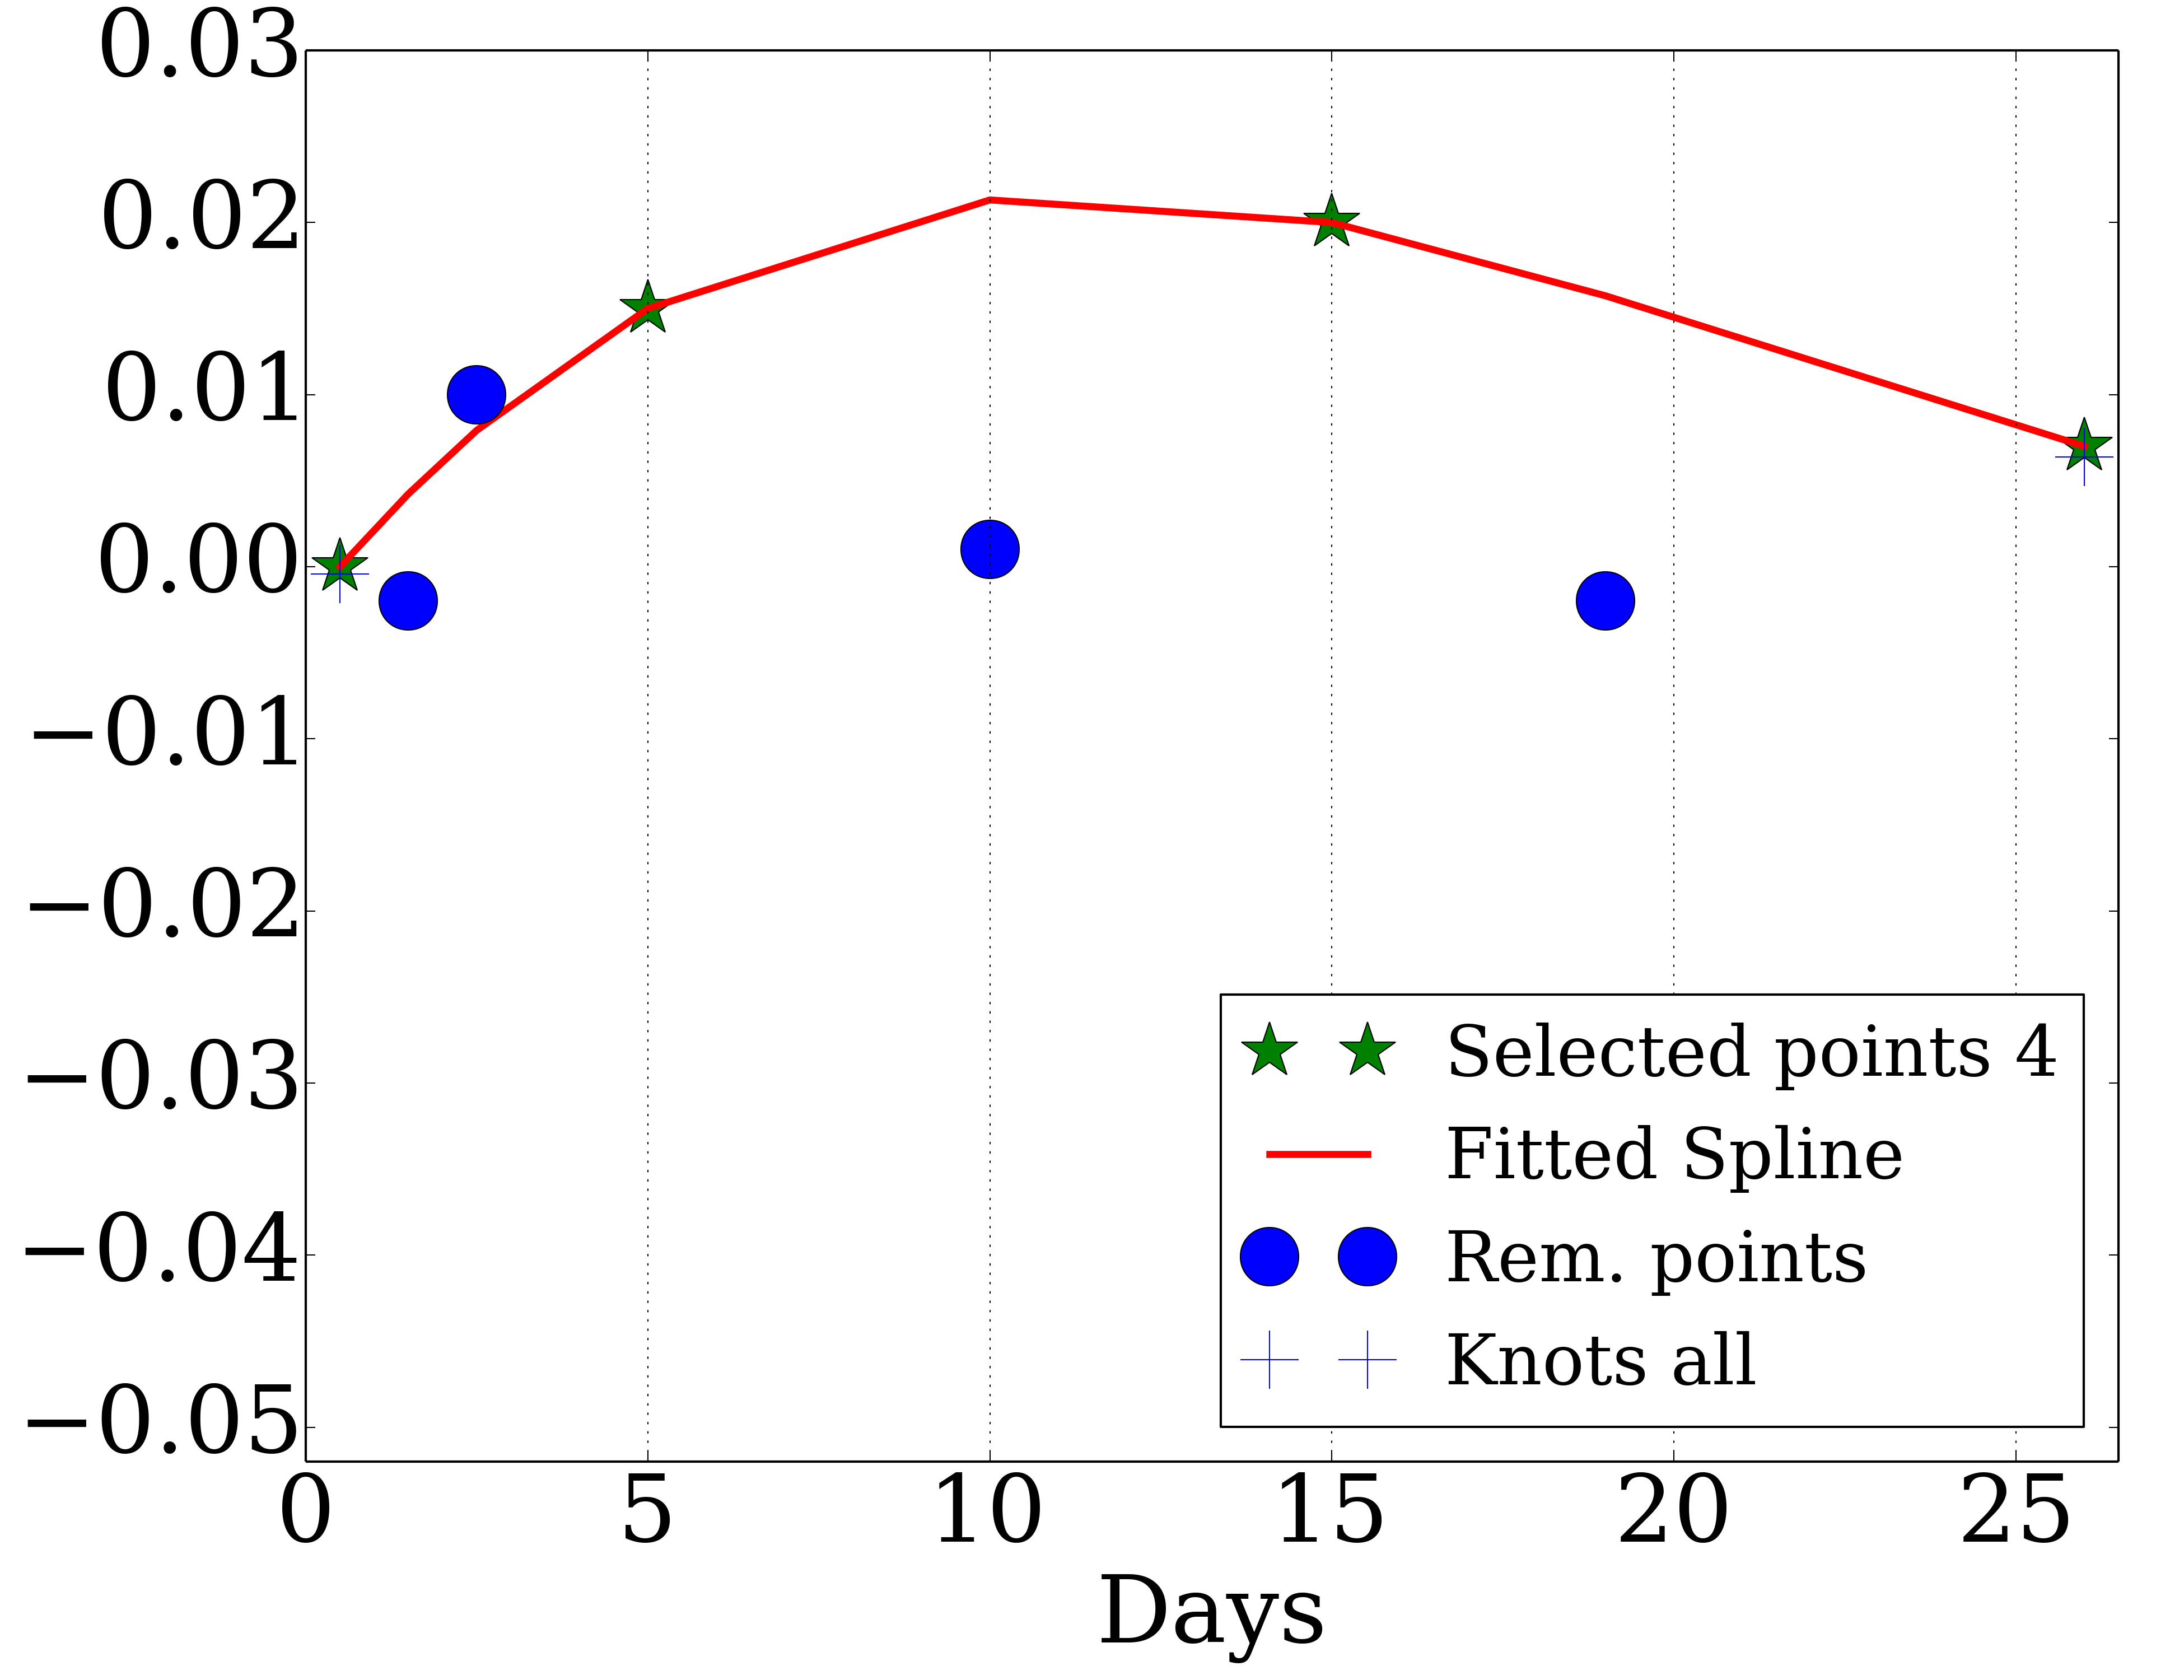 0.03
0.02
0.01
0.00
−0.01
−0.02
−0.03
−0.04
−0.05
Selected points 4
Fitted Spline
Rem. points
Knots all
0 5 10 15 20 25
Days